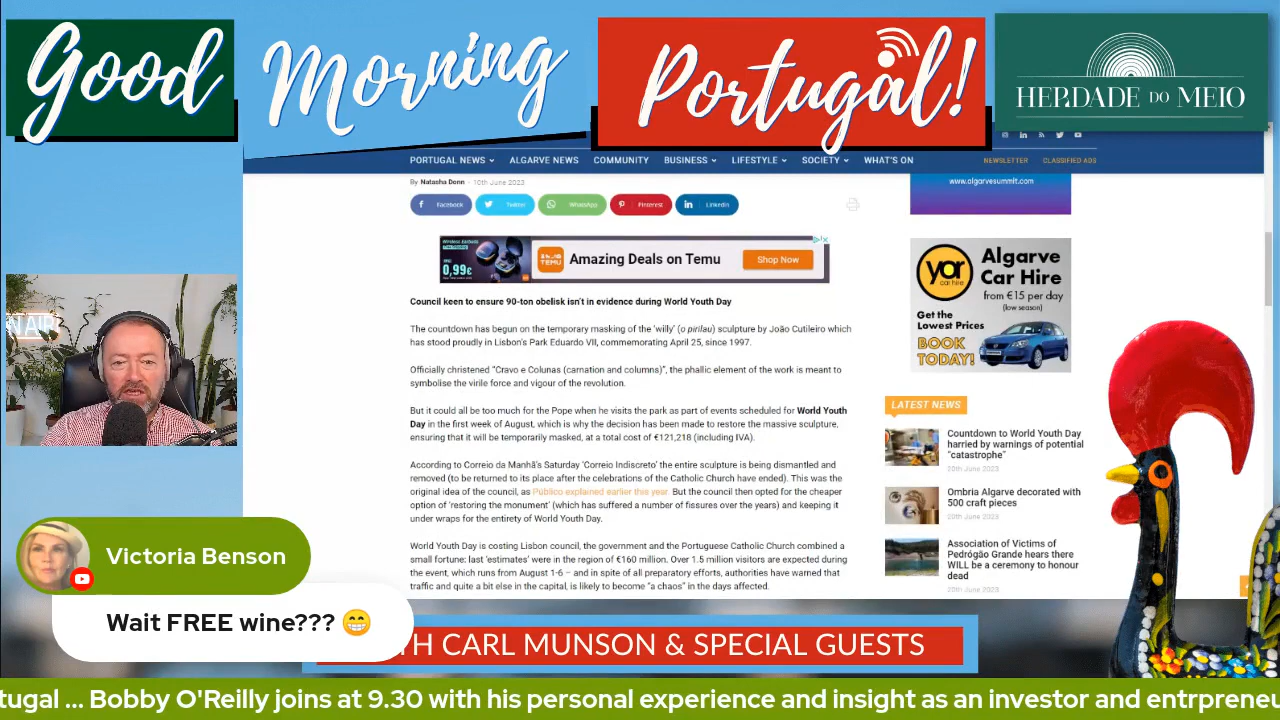 Good Morning Portugal!
HERDADE DO MEIO
PORTUGAL NEWS ALGARVE NEWS COMMUNITY BUSINESS LIFESTYLE SOCIETY WHAT'S ON NEWSLETTER CLASSIFIED ADS
By Natasha Donn - 10th June 2023
Facebook Twitter WhatsApp Pinterest Linkedin
www.algarvesummit.com
Wireless Earbuds
0,99€
TEMU
Amazing Deals on Temu
Shop Now
Council keen to ensure 90-ton obelisk isn't in evidence during World Youth Day
The countdown has begun on the temporary masking of the 'willy' (o pirilau) sculpture by João Cutileiro which
has stood proudly in Lisbon's Park Eduardo VII, commemorating April 25, since 1997.
Officially christened "Cravo e Colunas (carnation and columns)", the phallic element of the work is meant to
symbolise the virile force and vigour of the revolution.
But it could all be too much for the Pope when he visits the park as part of events scheduled for World Youth
Day in the first week of August, which is why the decision has been made to restore the massive sculpture,
ensuring that it will be temporarily masked, at a total cost of €121,218 (including IVA).
According to Correio da Manhã's Saturday 'Correio Indiscreto' the entire sculpture is being dismantled and
removed (to be returned to its place after the celebrations of the Catholic Church have ended). This was the
original idea of the council, as Público explained earlier this year. But the council then opted for the cheaper
option of 'restoring the monument' (which has suffered a number of fissures over the years) and keeping it
under wraps for the entirety of World Youth Day.
World Youth Day is costing Lisbon council, the government and the Portuguese Catholic Church combined a
small fortune; last 'estimates' were in the region of €160 million. Over 1.5 million visitors are expected during
the event, which runs from August 1-6 – and in spite of all preparatory efforts, authorities have warned that
traffic and quite a bit else in the capital, is likely to become "a chaos" in the days affected.
yor
car hire
Algarve
Car Hire
from €15 per day
(low season)
Get the
Lowest Prices
BOOK
TODAY!
LATEST NEWS
Countdown to World Youth Day
harried by warnings of potential
"catastrophe"
20th June 2023
Ombria Algarve decorated with
500 craft pieces
20th June 2023
Association of Victims of
Pedrógão Grande hears there
WILL be a ceremony to honour
dead
20th June 2023
N AIR
Victoria Benson
Wait FREE wine??? 😁
TH CARL MUNSON & SPECIAL GUESTS
tugal ... Bobby O'Reilly joins at 9.30 with his personal experience and insight as an investor and entrpreneu